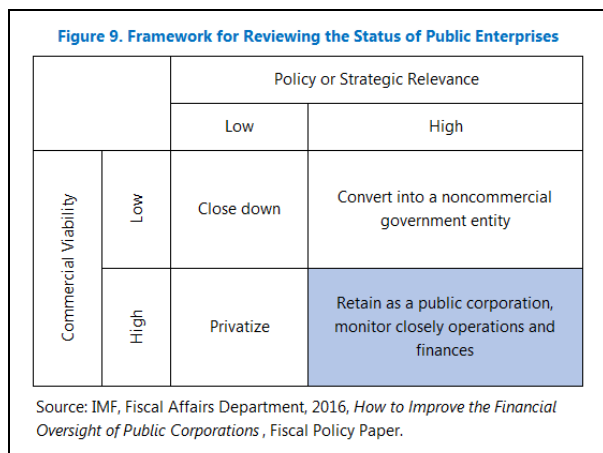 Figure 9. Framework for Reviewing the Status of Public Enterprises
Policy or Strategic Relevance
Low
High
Commercial Viability
Low
Close down
Convert into a noncommercial
government entity
High
Privatize
Retain as a public corporation,
monitor closely operations and
finances
Source: IMF, Fiscal Affairs Department, 2016, How to Improve the Financial
Oversight of Public Corporations , Fiscal Policy Paper.